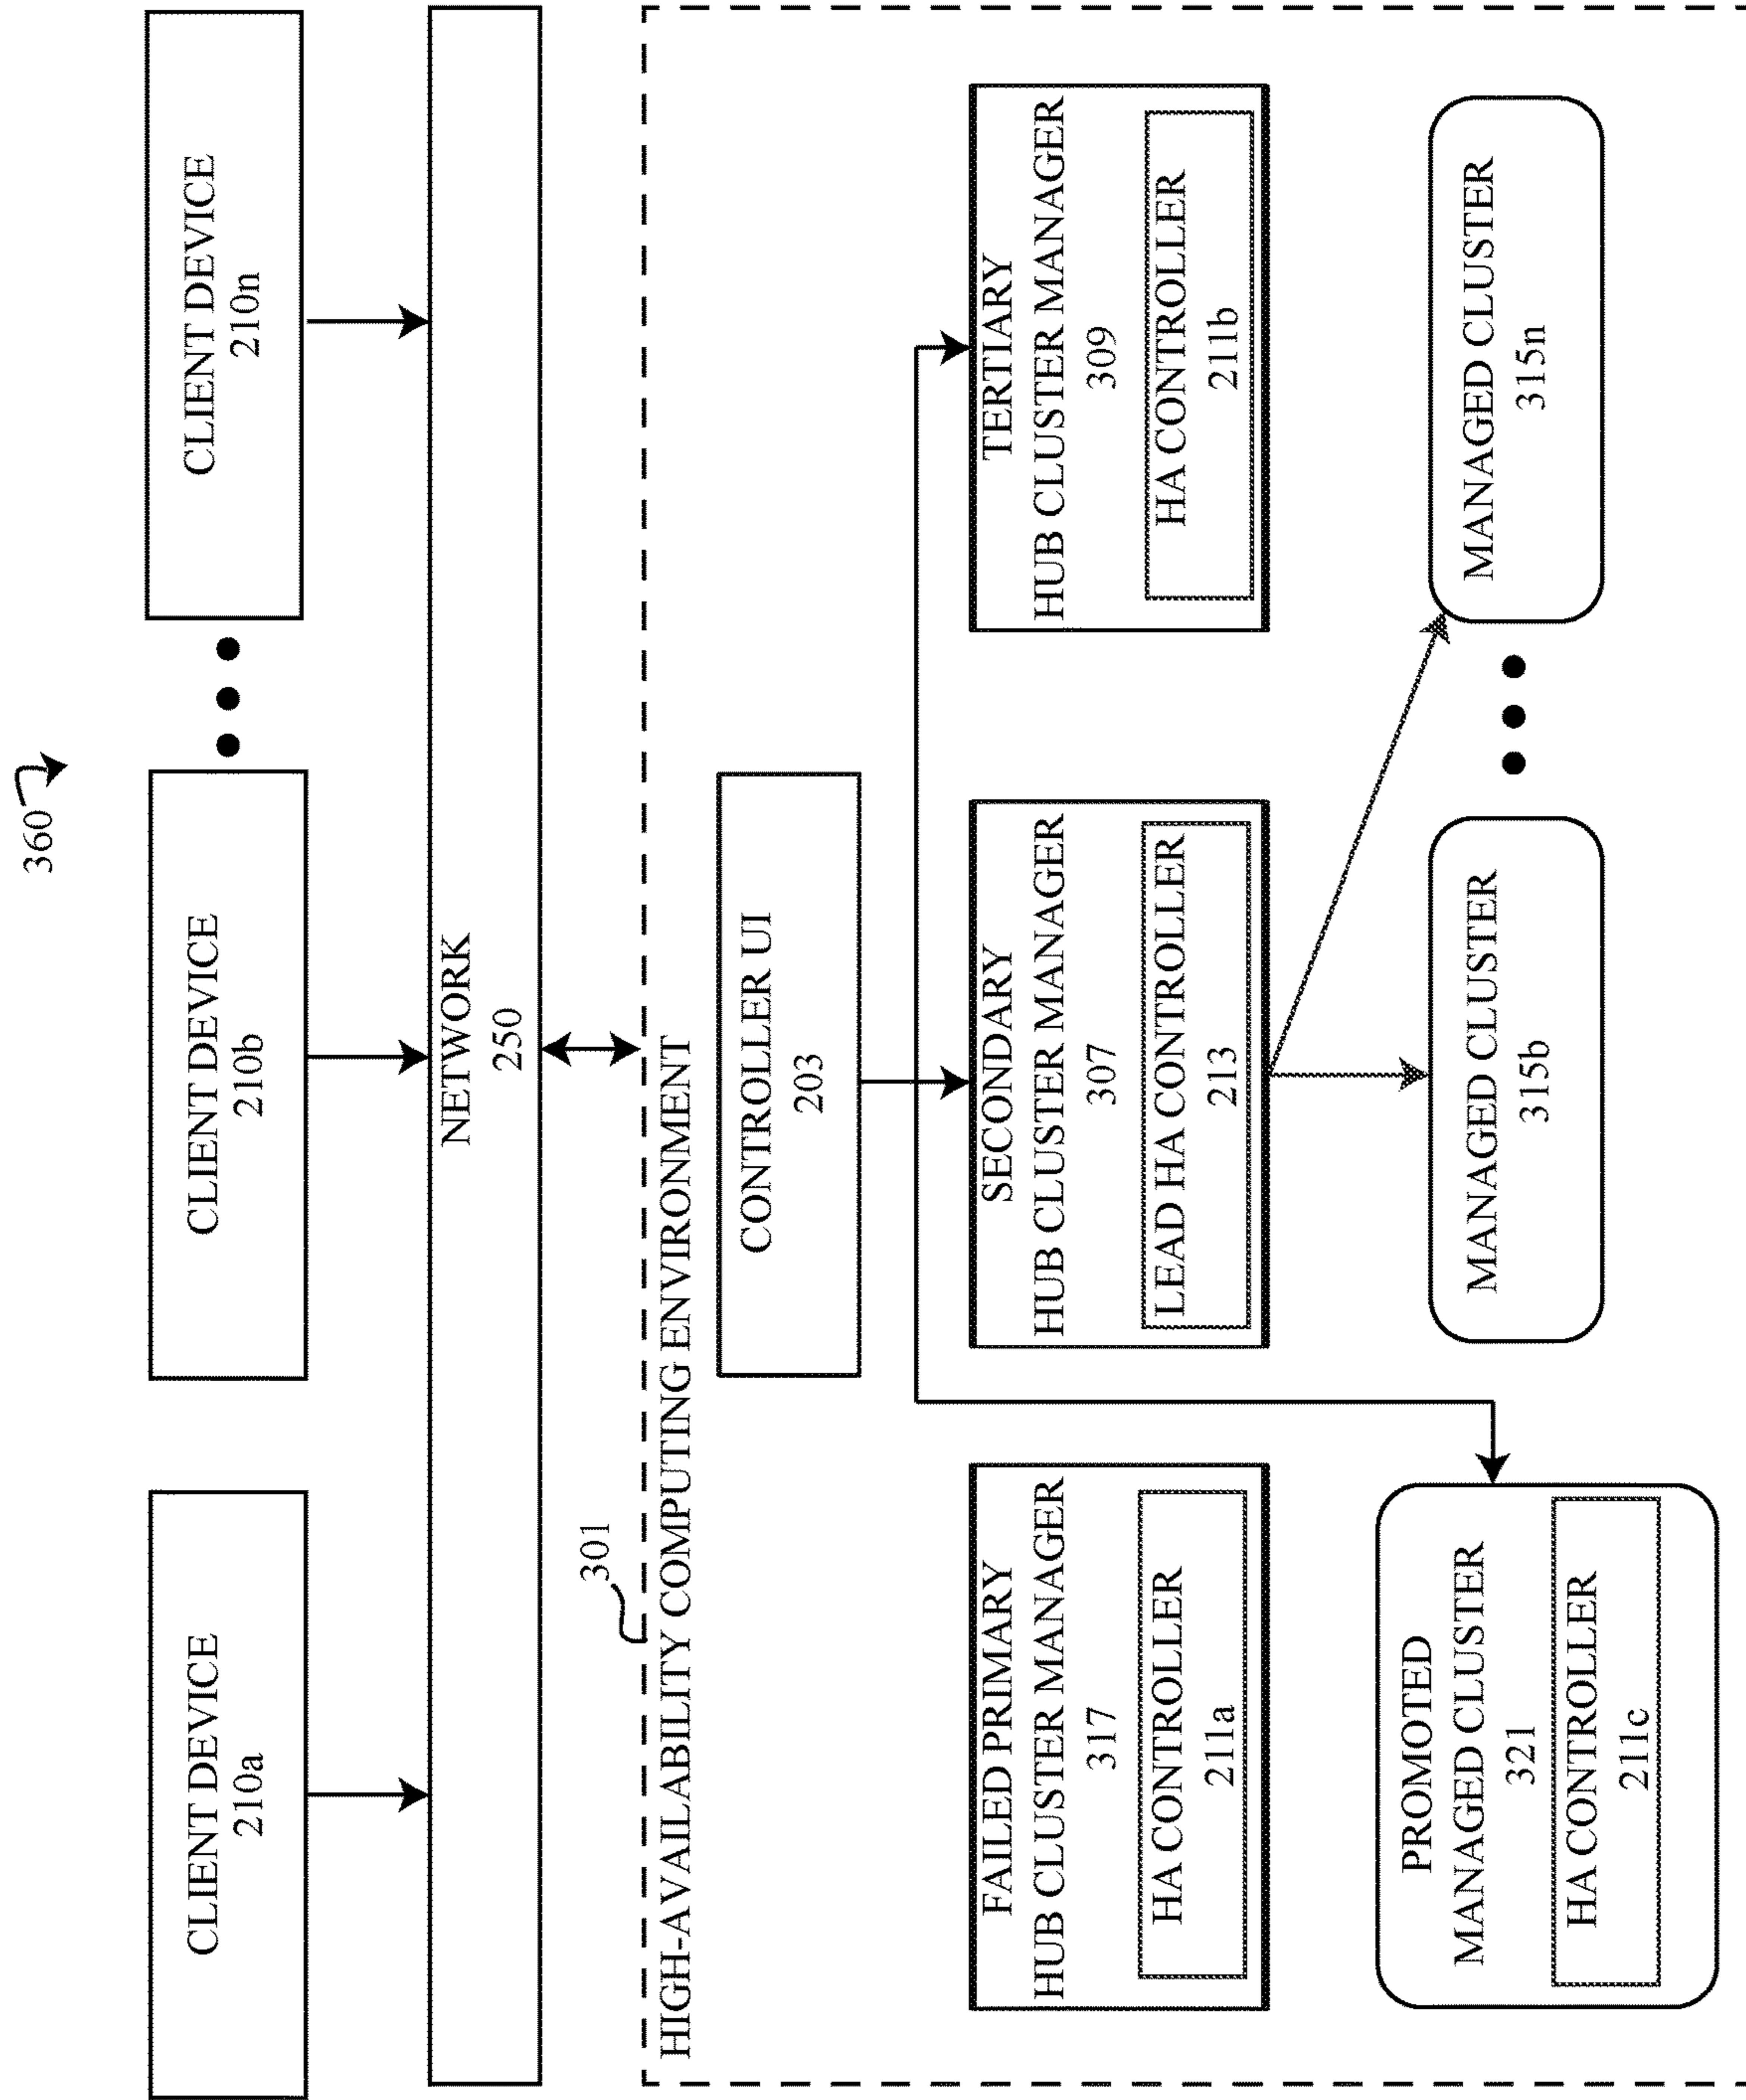 360
CLIENT DEVICE
210a
CLIENT DEVICE
210b
CLIENT DEVICE
210n
NETWORK
250
301
HIGH-AVAILABILITY COMPUTING ENVIRONMENT
CONTROLLER UI
203
FAILED PRIMARY
HUB CLUSTER MANAGER
317
HA CONTROLLER
211a
SECONDARY
HUB CLUSTER MANAGER
307
LEAD HA CONTROLLER
213
TERTIARY
HUB CLUSTER MANAGER
309
HA CONTROLLER
211b
PROMOTED
MANAGED CLUSTER
321
HA CONTROLLER
211c
MANAGED CLUSTER
315b
MANAGED CLUSTER
315n